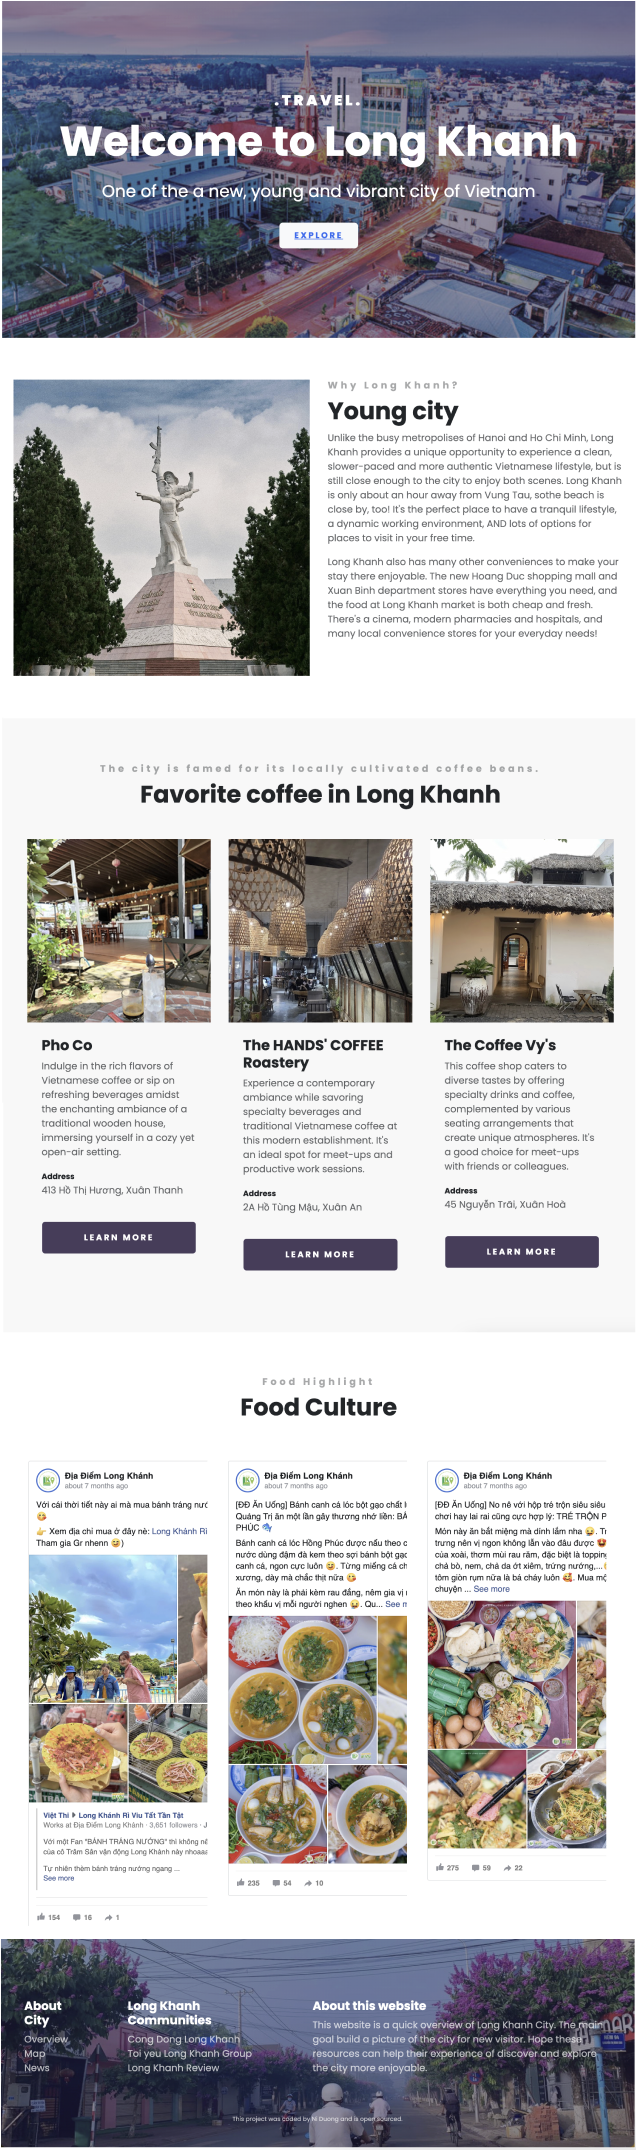 .TRAVEL.
Welcome to Long Khanh
One of the a new, young and vibrant city of Vietnam
EXPLORE
Why Long Khanh?
Young city
Unlike the busy metropolises of Hanoi and Ho Chi Minh, Long
Khanh provides a unique opportunity to experience a clean,
slower-paced and more authentic Vietnamese lifestyle, but is
still close enough to the city to enjoy both scenes. Long Khanh
is only about an hour away from Vung Tau, sothe beach is
close by, too! It's the perfect place to have a tranquil lifestyle,
a dynamic working environment, AND lots of options for
places to visit in your free time.
Long Khanh also has many other conveniences to make your
stay there enjoyable. The new Hoang Duc shopping mall and
Xuan Binh department stores have everything you need, and
the food at Long Khanh market is both cheap and fresh.
There's a cinema, modern pharmacies and hospitals, and
many local convenience stores for your everyday needs!
The city is famed for its locally cultivated coffee beans.
Favorite coffee in Long Khanh
Pho Co
Indulge in the rich flavors of
Vietnamese coffee or sip on
refreshing beverages amidst
the enchanting ambiance of a
traditional wooden house,
immersing yourself in a cozy yet
open-air setting.
Address
413 Hồ Thị Hương, Xuân Thanh
LEARN MORE
The HANDS' COFFEE
Roastery
Experience a contemporary
ambiance while savoring
specialty beverages and
traditional Vietnamese coffee at
this modern establishment. It's
an ideal spot for meet-ups and
productive work sessions.
Address
2A Hồ Tùng Mậu, Xuân An
LEARN MORE
The Coffee Vy's
This coffee shop caters to
diverse tastes by offering
specialty drinks and coffee,
complemented by various
seating arrangements that
create unique atmospheres. It's
a good choice for meet-ups
with friends or colleagues.
Address
45 Nguyễn Trãi, Xuân Hoà
LEARN MORE
Food Highlight
Food Culture
Địa Điểm Long Khánh
about 7 months ago
Với cái thời tiết này ai mà mua bánh tráng nướ
😋
👉 Xem địa chỉ mua ở đây nè: Long Khánh Rì
Tham gia Gr nhenn 😆)
Việt Thi ▸ Long Khánh Rì Viu Tất Tần Tật
Works at Địa Điểm Long Khánh · 3,651 followers · J
Với một Fan "BÁNH TRÁNG NƯỚNG" thì không nê
của cô Trâm Sân vận động Long Khánh này nhoaaa
Tự nhiên thèm bánh tráng nướng ngang ...
See more
154 16 1
Địa Điểm Long Khánh
about 7 months ago
[ĐĐ Ăn Uống] Bánh canh cá lóc bột gạo chất l
Quảng Trị ăn một lần gây thương nhớ liền: BÁ
PHÚC 🐟
Bánh canh cá lóc Hồng Phúc được nấu theo c
nước dùng đậm đà kèm theo sợi bánh bột gạo
canh cá, ngon cực luôn 😆. Từng miếng cá ch
xương, dày mà chắc thịt nữa 😋
Ăn món này là phải kèm rau đắng, nêm gia vị
theo khẩu vị mỗi người nghen 😆. Qu... See m
235 54 10
Địa Điểm Long Khánh
about 7 months ago
[ĐĐ Ăn Uống] No nê với hộp trẻ trộn siêu siêu
chơi hay lai rai cũng cực hợp lý: TRÉ TRỘN P
Món này ăn bắt miệng mà dính lắm nha 😆. Tr
trưng nên vị ngon không lẫn vào đâu được
của xoài, thơm mùi rau răm, đặc biệt là topping
chả bò, nem, chả da ớt xiêm, trứng nướng,...
tôm giòn rụm nữa là bá cháy luôn 🥰. Mua mộ
chuyện ... See more
275 59 22
About
City
Overview
Map
News
Long Khanh
Communities
Cong Dong Long Khanh
Toi yeu Long Khanh Group
Long Khanh Review
About this website
This website is a quick overview of Long Khanh City. The main
goal build a picture of the city for new visitor. Hope these
resources can help their experience of discover and explore
the city more enjoyable.
This project was coded by Ni Duong and is open sourced.